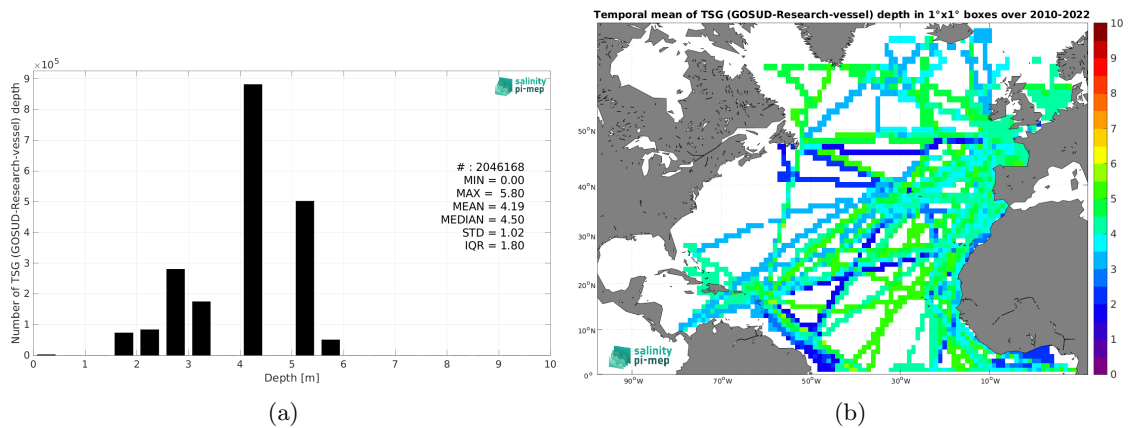 Number of TSG (GOSUD-Research-vessel) depth
×10⁵
9
8
7
6
5
4
3
2
1
0
0 1 2 3 4 5 6 7 8 9 10
Depth [m]
salinity
pi-mep
# : 2046168
MIN = 0.00
MAX = 5.80
MEAN = 4.19
MEDIAN = 4.50
STD = 1.02
IQR = 1.80
(a)
Temporal mean of TSG (GOSUD-Research-vessel) depth in 1°x1° boxes over 2010-2022
50°N
40°N
30°N
20°N
10°N
0°
90°W 70°W 50°W 30°W 10°W
salinity
pi-mep
10
9
8
7
6
5
4
3
2
1
0
(b)